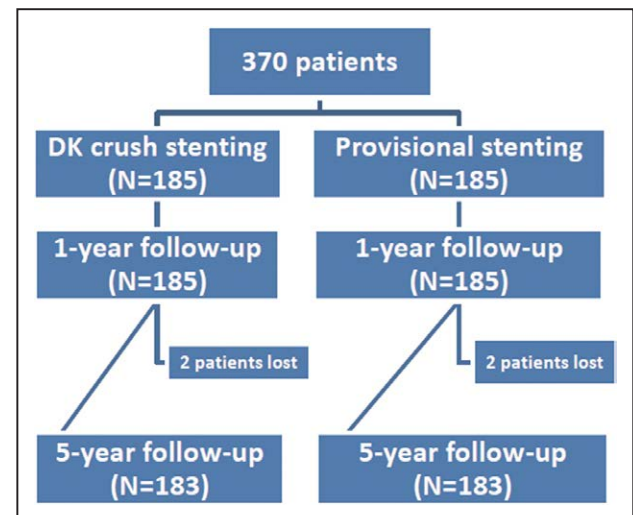 370 patients
DK crush stenting
(N=185)
Provisional stenting
(N=185)
1-year follow-up
(N=185)
1-year follow-up
(N=185)
2 patients lost
2 patients lost
5-year follow-up
(N=183)
5-year follow-up
(N=183)